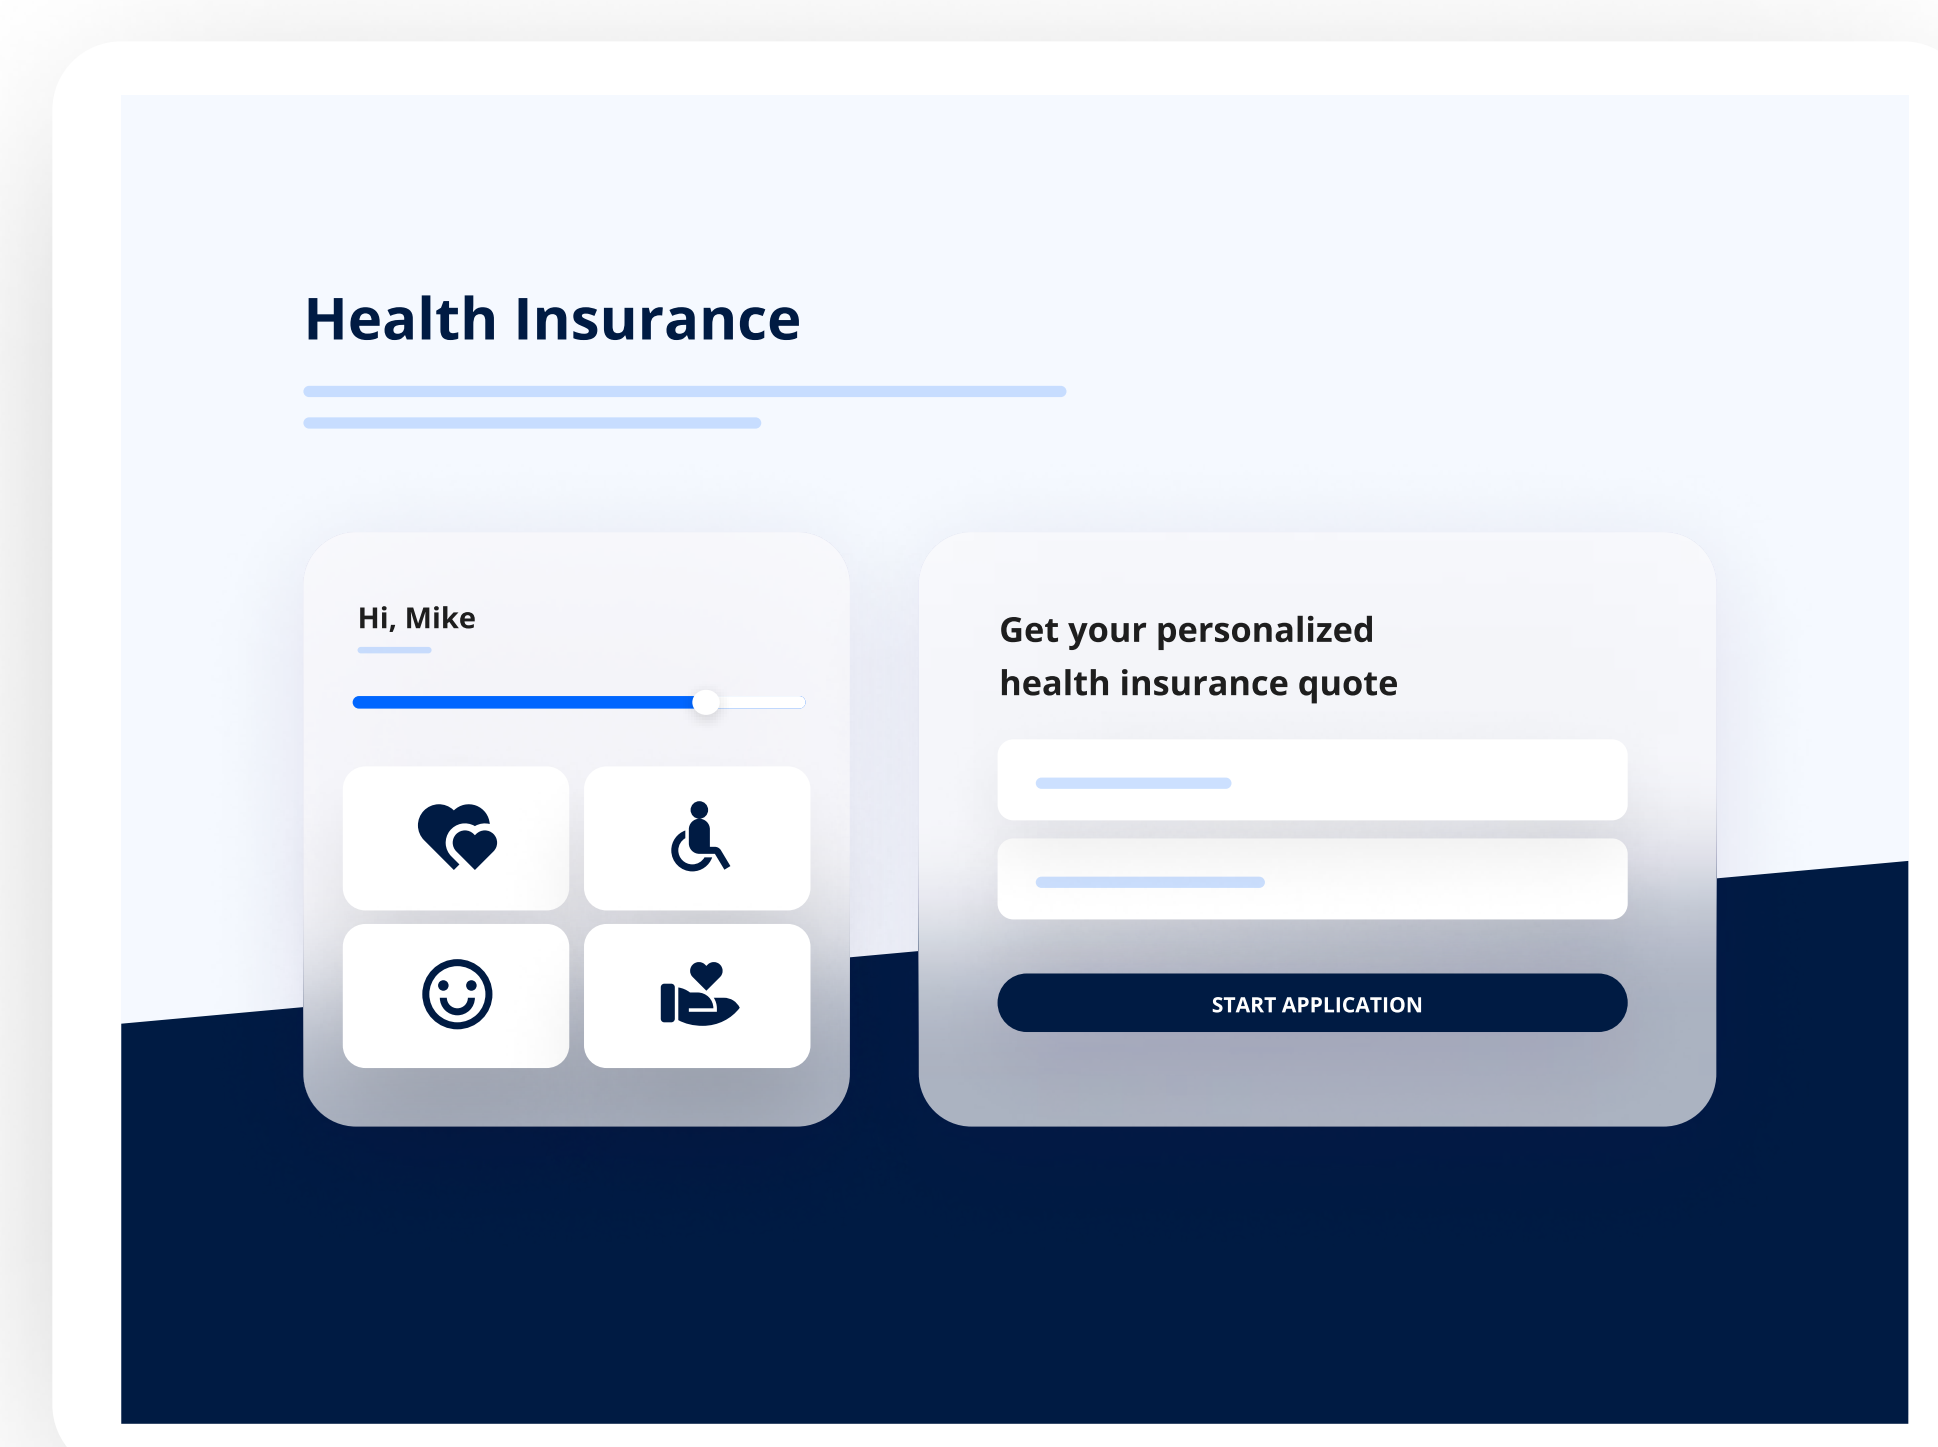 Health Insurance
Hi, Mike
Get your personalized
health insurance quote
START APPLICATION